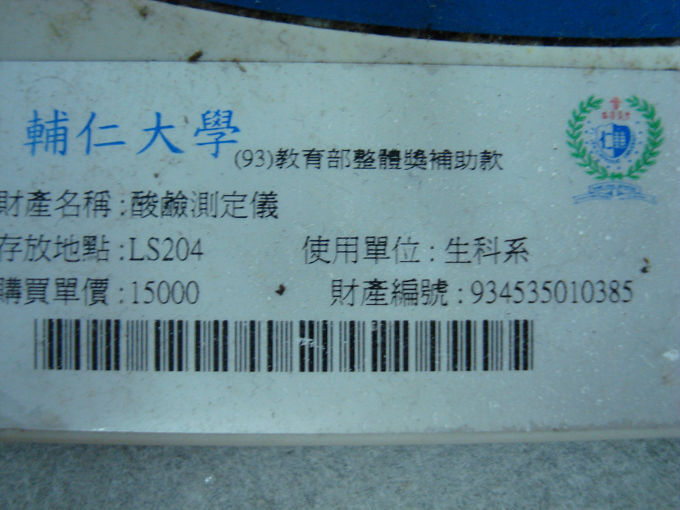 輔仁大學
(93)教育部整體獎補助款
財產名稱:酸鹼測定儀
存放地點:LS204 使用單位:生科系
購買單價:15000 財產編號:934535010385